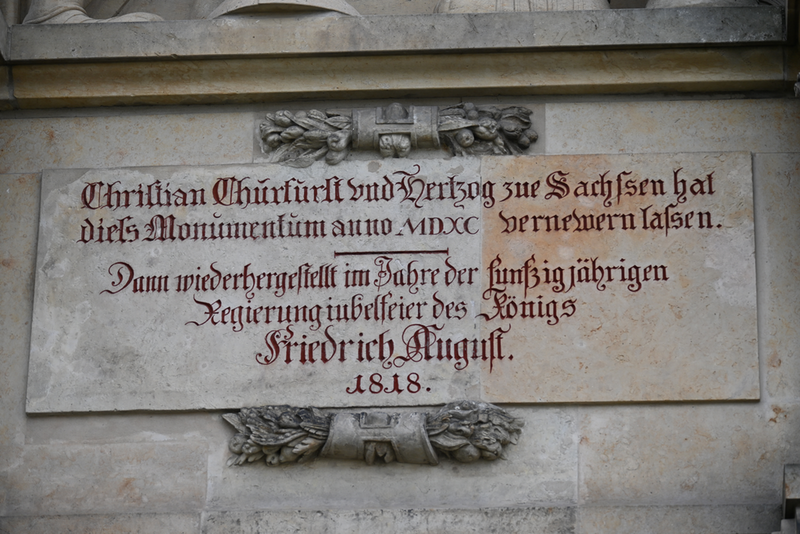 Christian Chürfürst vnd Hertzog zue Sachssen hat
diess Monumentum anno MDXC vernewern lassen.
Dann wiederhergestellt im Jahre der funfzigjährigen
Regierungiubelfeier des Königs
Friedrich August.
1818.